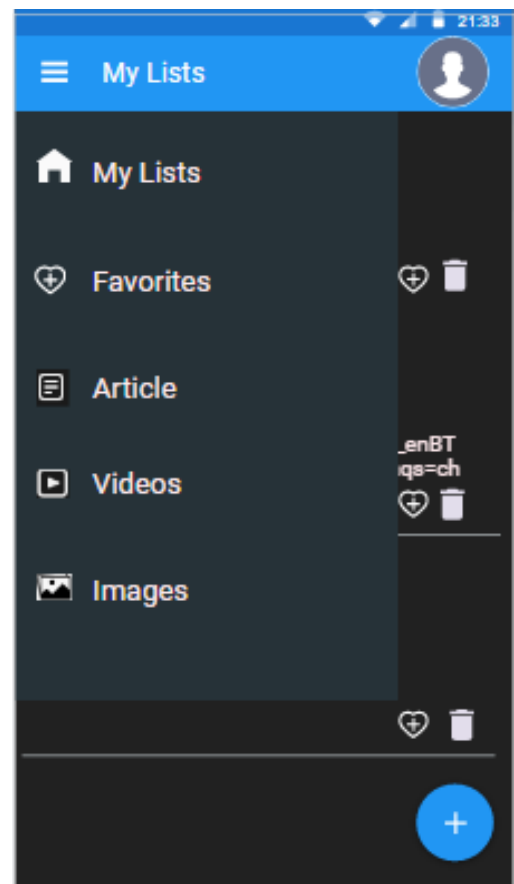 21:33
My Lists
My Lists
Favorites
Article
_enBT
qs=ch
Videos
Images